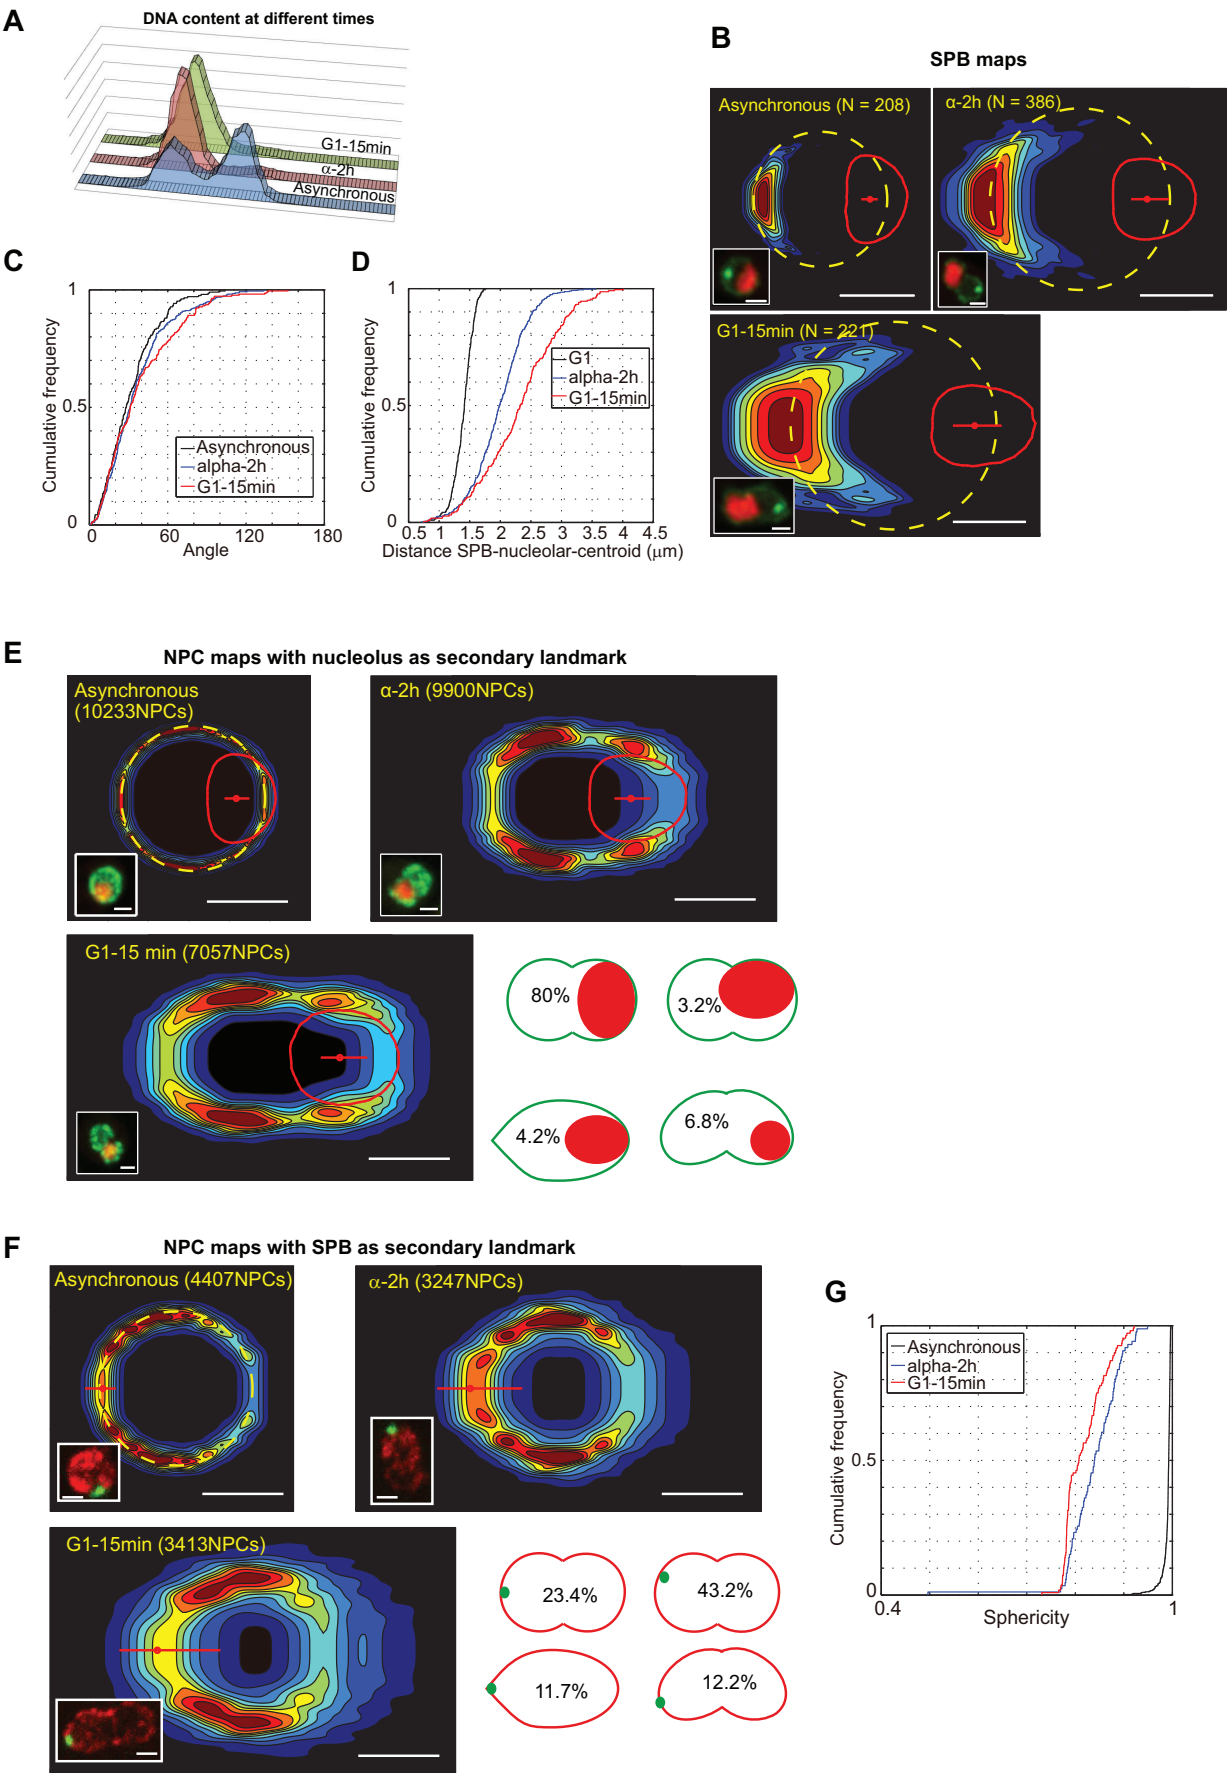 A
DNA content at different times
G1-15min
α-2h
Asynchronous
B
SPB maps
Asynchronous (N = 208)
α-2h (N = 386)
G1-15min (N = 221)
C
Cumulative frequency
1
0.5
0
0
60
120
180
Angle
Asynchronous
alpha-2h
G1-15min
D
Cumulative frequency
1
0.5
0
0.5
1
1.5
2
2.5
3
3.5
4
4.5
Distance SPB-nucleolar-centroid (μm)
G1
alpha-2h
G1-15min
E
NPC maps with nucleolus as secondary landmark
Asynchronous
(10233NPCs)
α-2h (9900NPCs)
G1-15 min (7057NPCs)
80%
3.2%
4.2%
6.8%
F
NPC maps with SPB as secondary landmark
Asynchronous (4407NPCs)
α-2h (3247NPCs)
G1-15min (3413NPCs)
23.4%
43.2%
11.7%
12.2%
G
Cumulative frequency
1
0.5
0
0.4
1
Sphericity
Asynchronous
alpha-2h
G1-15min